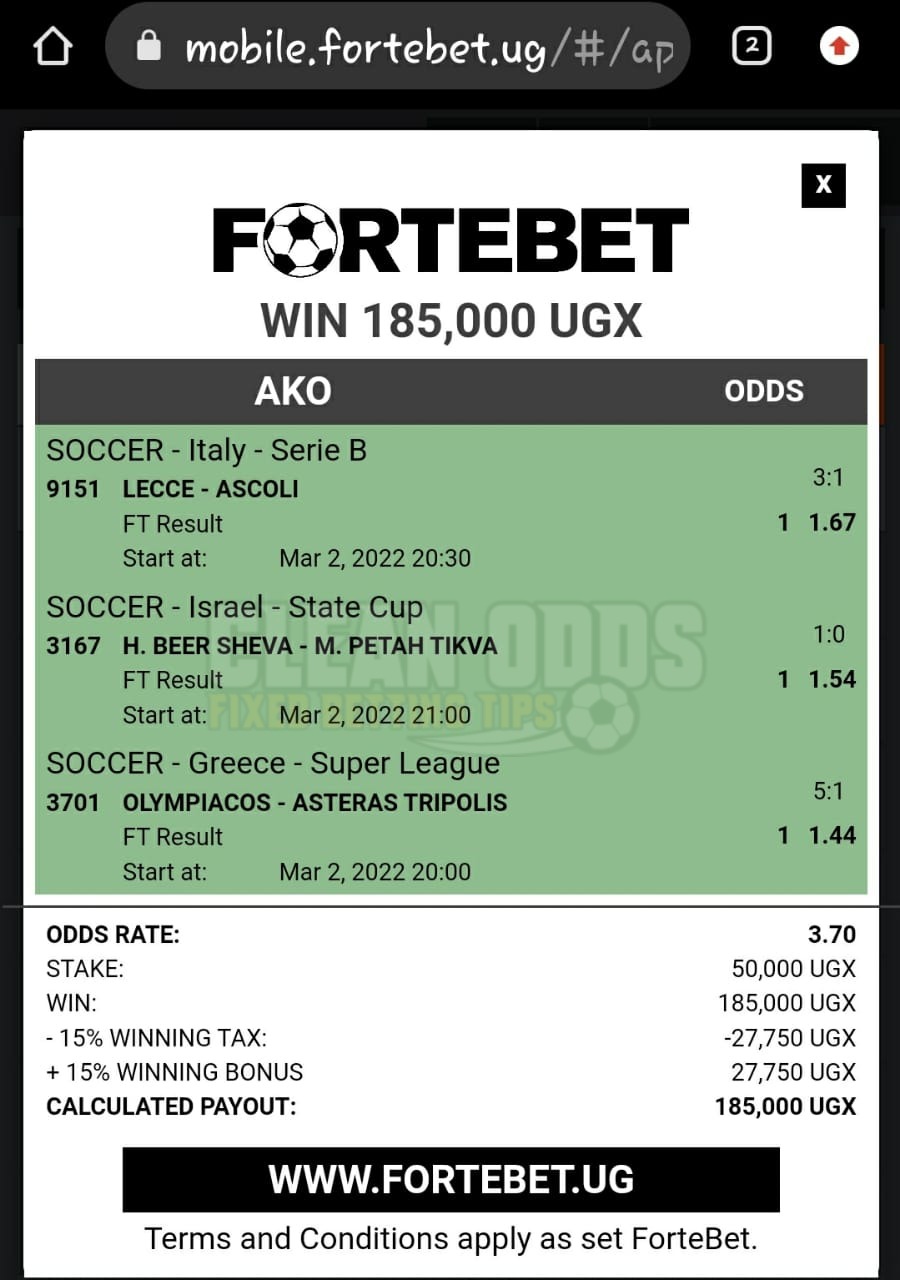 mobile.fortebet.ug/#/ap
2
X
FORTEBET
WIN 185,000 UGX
AKO ODDS
SOCCER - Italy - Serie B
3:1
9151 LECCE - ASCOLI
FT Result 1 1.67
Start at: Mar 2, 2022 20:30
SOCCER - Israel - State Cup
1:0
3167 H. BEER SHEVA - M. PETAH TIKVA
FT Result 1 1.54
Start at: Mar 2, 2022 21:00
CLEAN ODDS
FIXED BETTING TIPS
SOCCER - Greece - Super League
5:1
3701 OLYMPIACOS - ASTERAS TRIPOLIS
FT Result 1 1.44
Start at: Mar 2, 2022 20:00
ODDS RATE: 3.70
STAKE: 50,000 UGX
WIN: 185,000 UGX
- 15% WINNING TAX: -27,750 UGX
+ 15% WINNING BONUS 27,750 UGX
CALCULATED PAYOUT: 185,000 UGX
WWW.FORTEBET.UG
Terms and Conditions apply as set ForteBet.